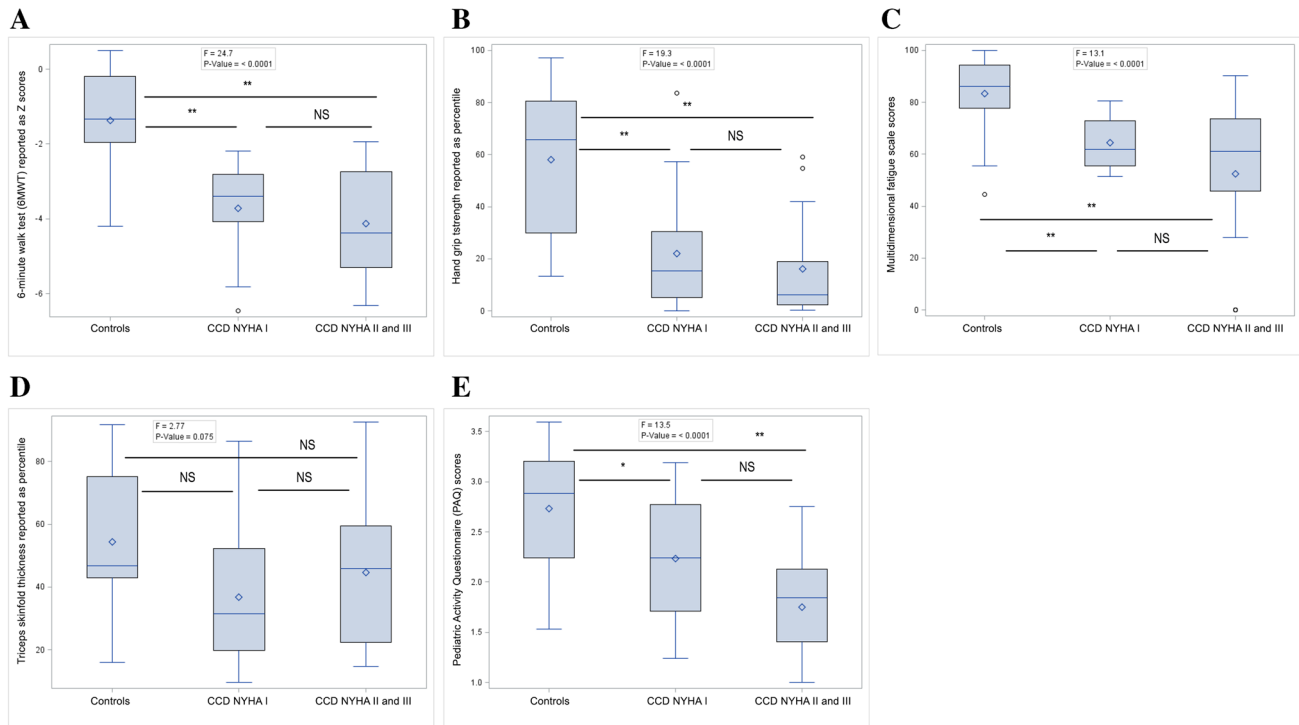 A
F = 24.7
P-Value = < 0.0001
0
-2
-4
-6
**
**
NS
6-minute walk test (6MWT) reported as Z scores
Controls
CCD NYHA I
CCD NYHA II and III
B
F = 19.3
P-Value = < 0.0001
100
80
60
40
20
0
**
**
NS
Hand grip tstrength reported as percentile
Controls
CCD NYHA I
CCD NYHA II and III
C
F = 13.1
P-Value = < 0.0001
100
80
60
40
20
0
**
**
NS
Multidimensional fatigue scale scores
Controls
CCD NYHA I
CCD NYHA II and III
D
F = 2.77
P-Value = 0.075
80
60
40
20
NS
NS
NS
Triceps skinfold thickness reported as percentile
Controls
CCD NYHA I
CCD NYHA II and III
E
F = 13.5
P-Value = < 0.0001
3.5
3.0
2.5
2.0
1.5
1.0
**
*
NS
Pediatric Activity Questionnaire (PAQ) scores
Controls
CCD NYHA I
CCD NYHA II and III